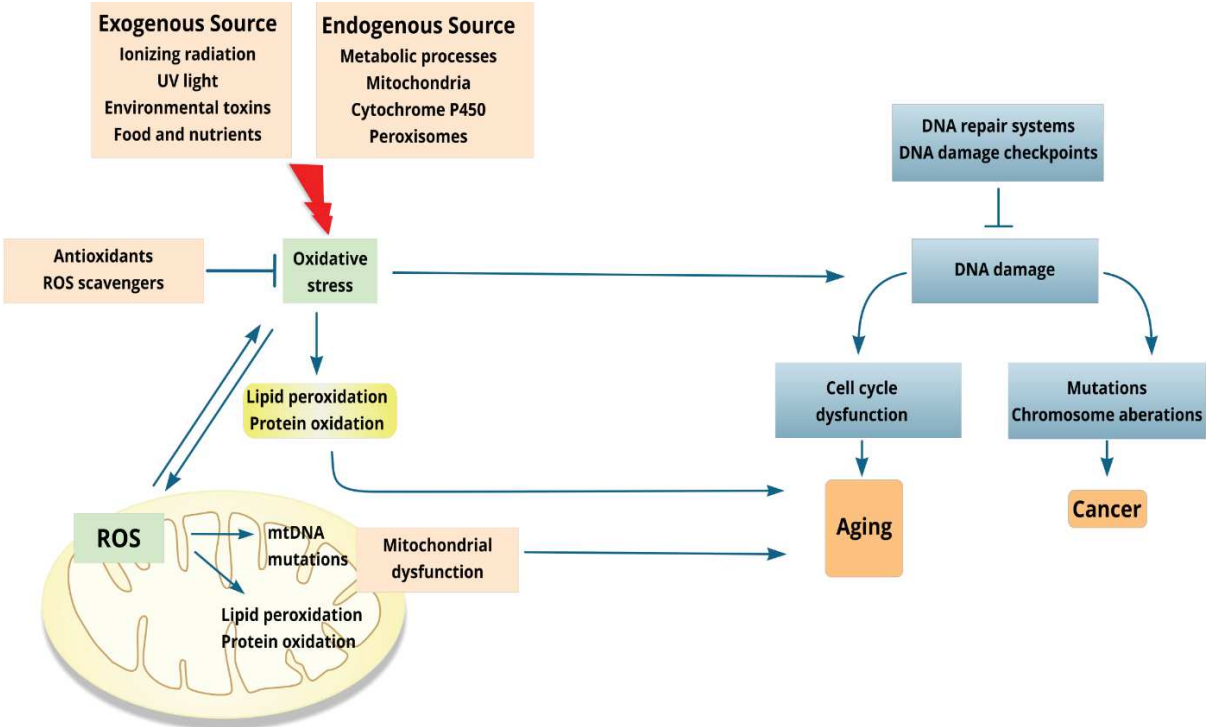 Exogenous Source
Ionizing radiation
UV light
Environmental toxins
Food and nutrients
Endogenous Source
Metabolic processes
Mitochondria
Cytochrome P450
Peroxisomes
DNA repair systems
DNA damage checkpoints
Antioxidants
ROS scavengers
Oxidative
stress
DNA damage
Lipid peroxidation
Protein oxidation
Cell cycle
dysfunction
Mutations
Chromosome aberations
ROS
mtDNA
mutations
Lipid peroxidation
Protein oxidation
Mitochondrial
dysfunction
Aging
Cancer